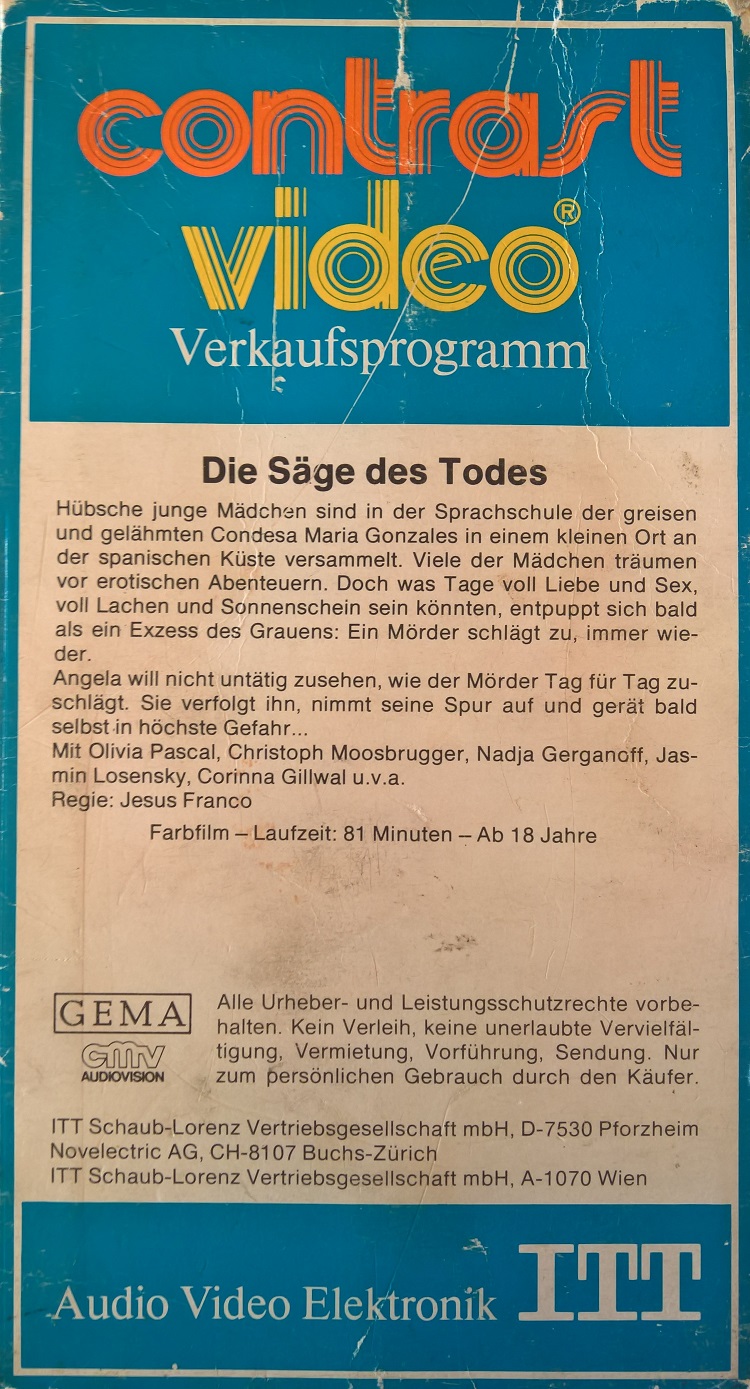 contrast
video®
Verkaufsprogramm
Die Säge des Todes
Hübsche junge Mädchen sind in der Sprachschule der greisen
und gelähmten Condesa Maria Gonzales in einem kleinen Ort an
der spanischen Küste versammelt. Viele der Mädchen träumen
vor erotischen Abenteuern. Doch was Tage voll Liebe und Sex,
voll Lachen und Sonnenschein sein könnten, entpuppt sich bald
als ein Exzess des Grauens: Ein Mörder schlägt zu, immer wie-
der.
Angela will nicht untätig zusehen, wie der Mörder Tag für Tag zu-
schlägt. Sie verfolgt ihn, nimmt seine Spur auf und gerät bald
selbst in höchste Gefahr...
Mit Olivia Pascal, Christoph Moosbrugger, Nadja Gerganoff, Jas-
min Losensky, Corinna Gillwal u.v.a.
Regie: Jesus Franco
Farbfilm – Laufzeit: 81 Minuten – Ab 18 Jahre
GEMA
cmv
AUDIOVISION
Alle Urheber- und Leistungsschutzrechte vorbe-
halten. Kein Verleih, keine unerlaubte Vervielfäl-
tigung, Vermietung, Vorführung, Sendung. Nur
zum persönlichen Gebrauch durch den Käufer.
ITT Schaub-Lorenz Vertriebsgesellschaft mbH, D-7530 Pforzheim
Novelectric AG, CH-8107 Buchs-Zürich
ITT Schaub-Lorenz Vertriebsgesellschaft mbH, A-1070 Wien
Audio Video Elektronik ITT